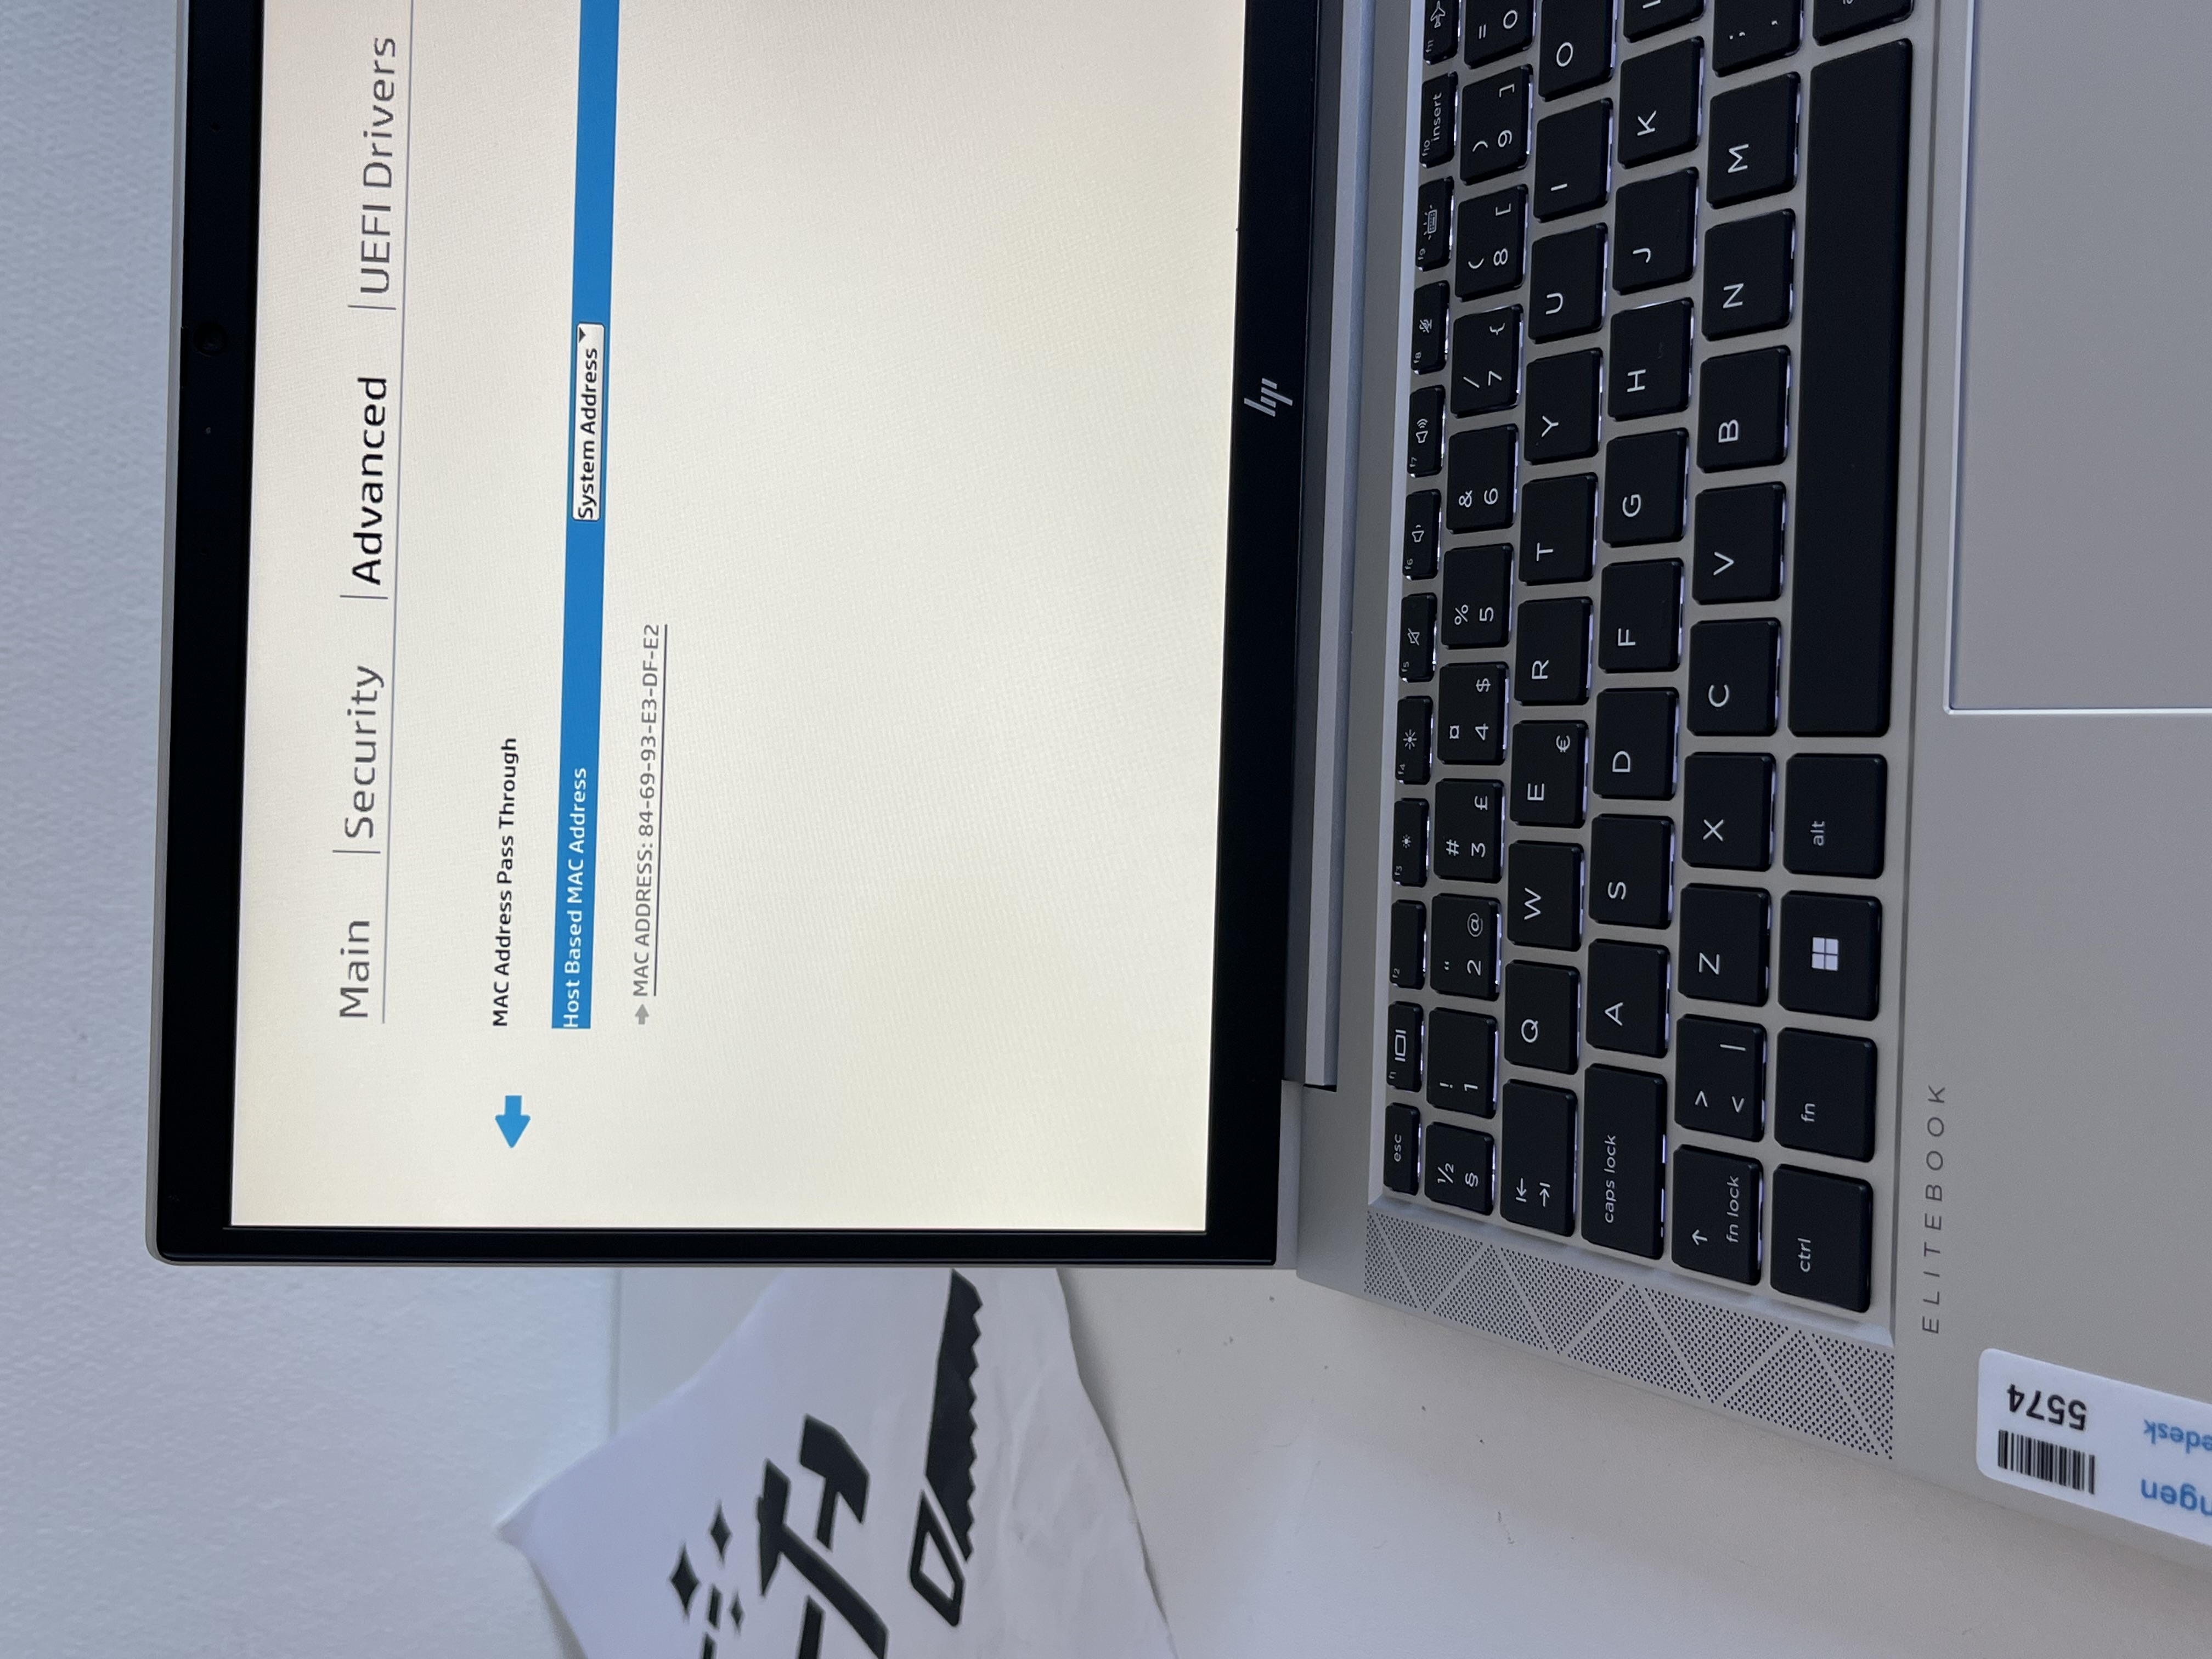 Main Security Advanced UEFI Drivers
MAC Address Pass Through
Host Based MAC Address System Address
MAC ADDRESS: 84-69-93-E3-DF-E2
hp
esc f1 f2 f3 f4 f5 f6 f7 f8 f9 f10 insert f11
½ § ! 1 " 2 @ # 3 £ ¤ 4 $ % 5 & 6 / 7 { ( 8 [ ) 9 ] = 0
Q W E € R T Y U I O
caps lock A S D F G H J K L
fn lock > < | Z X C V B N M ; ,
ctrl fn alt
ELITEBOOK
5574